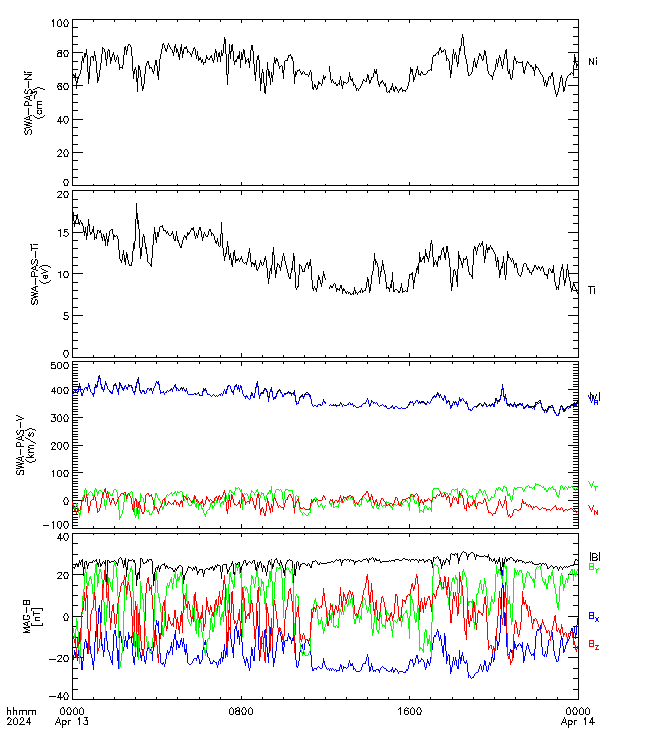 100
80
60
40
20
0
SWA-PAS-Ni
(cm⁻³)
Ni
20
15
10
5
0
SWA-PAS-Ti
(eV)
Ti
500
400
300
200
100
0
-100
SWA-PAS-V
(km/s)
|V|
V_R
V_T
V_N
40
20
0
-20
-40
MAG-B
[nT]
|B|
B_Y
B_X
B_Z
hhmm 0000 0800 1600 0000
2024 Apr 13 Apr 14